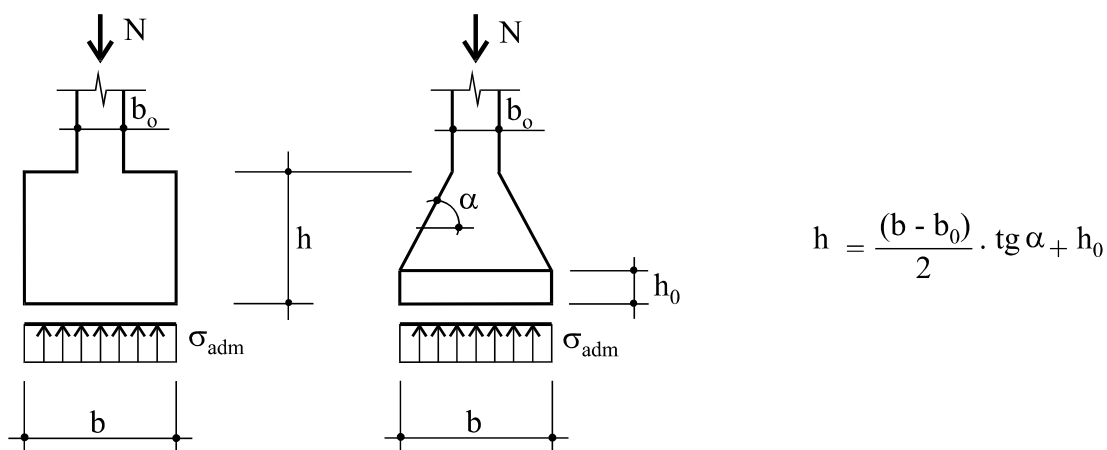 N
N
b₀
b₀
α
h
h₀
σadm
σadm
b
b
h = (b - b₀) / 2 . tg α + h₀